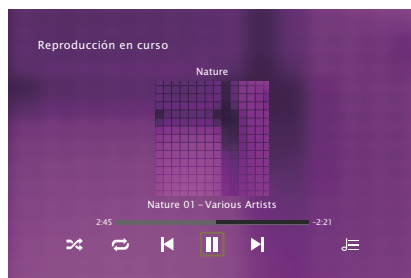 Reproducción en curso
Nature
Nature 01 – Various Artists
2:45 –2:21